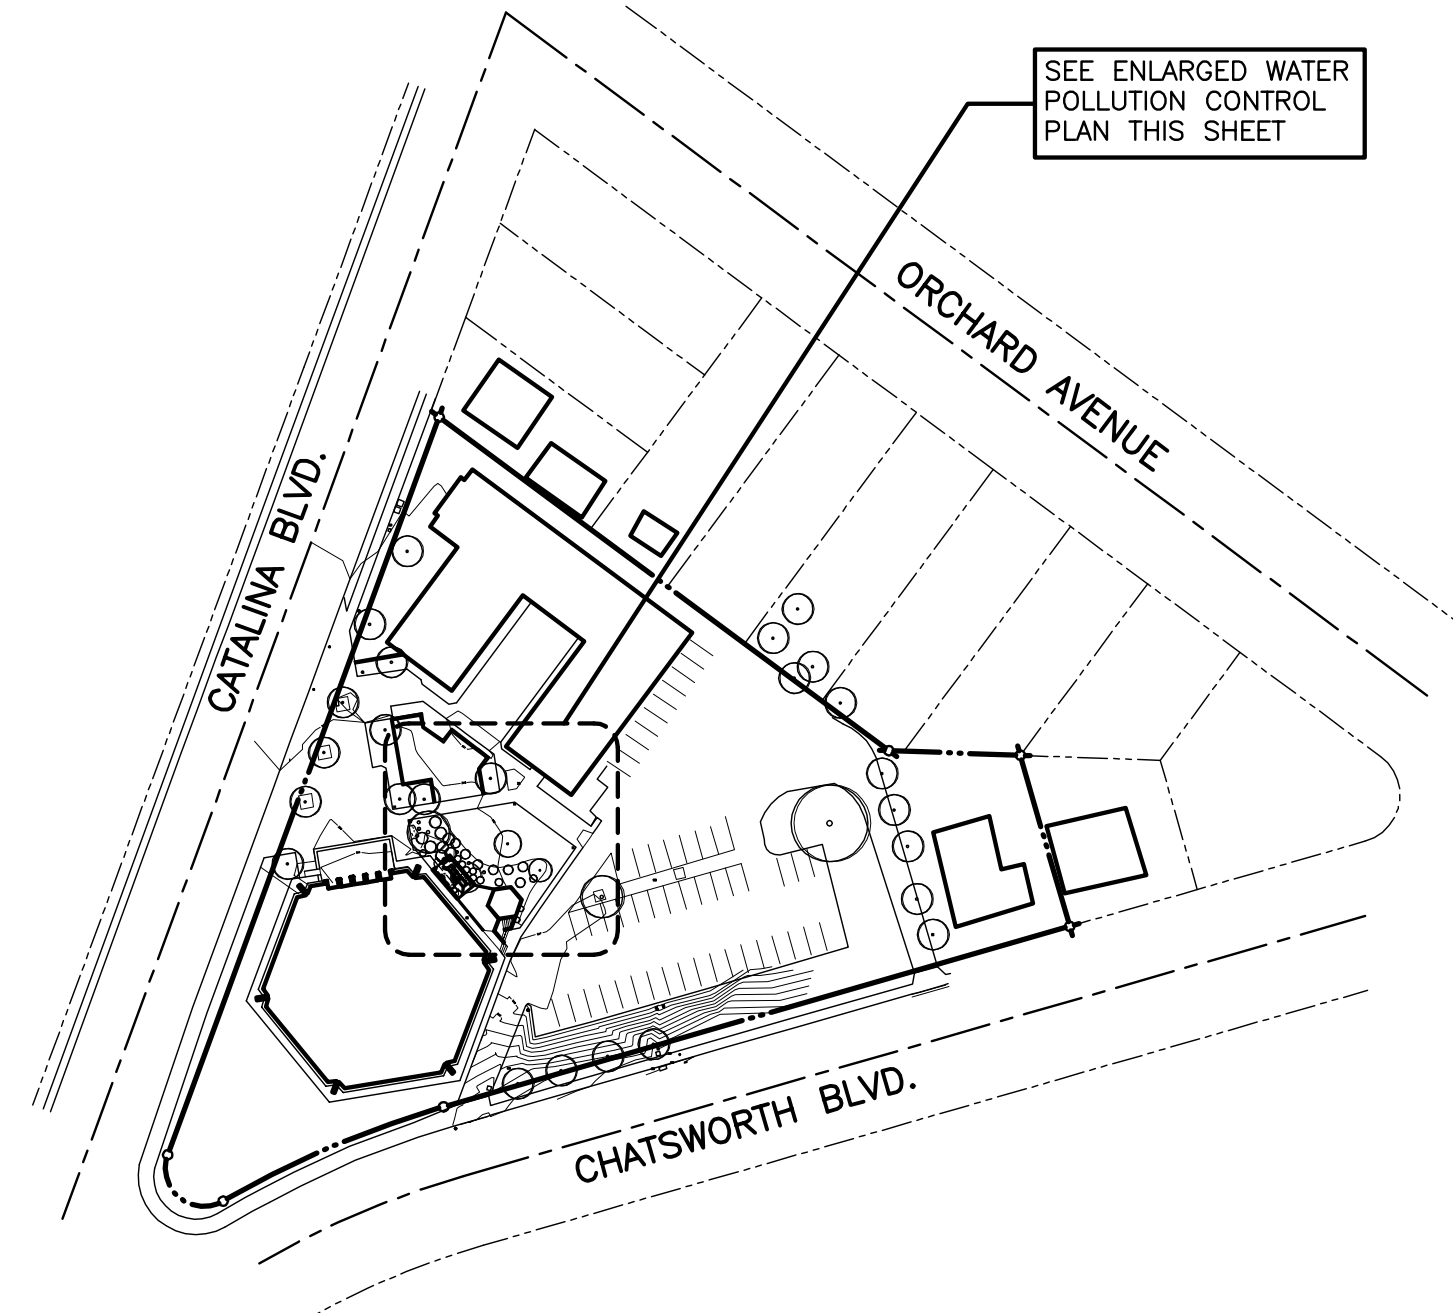 SEE ENLARGED WATER
POLLUTION CONTROL
PLAN THIS SHEET
ORCHARD AVENUE
CATALINA BLVD.
CHATSWORTH BLVD.